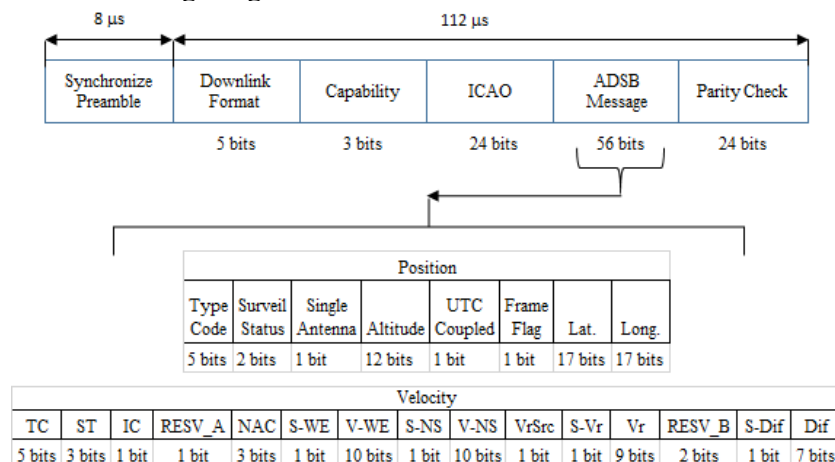 8 µs 112 µs
Synchronize Preamble Downlink Format Capability ICAO ADSB Message Parity Check
5 bits 3 bits 24 bits 56 bits 24 bits
Position
Type Code Surveil Status Single Antenna Altitude UTC Coupled Frame Flag Lat. Long.
5 bits 2 bits 1 bit 12 bits 1 bit 1 bit 17 bits 17 bits
Velocity
TC ST IC RESV_A NAC S-WE V-WE S-NS V-NS VrSrc S-Vr Vr RESV_B S-Dif Dif
5 bits 3 bits 1 bit 1 bit 3 bits 1 bit 10 bits 1 bit 10 bits 1 bit 1 bit 9 bits 2 bits 1 bit 7 bits